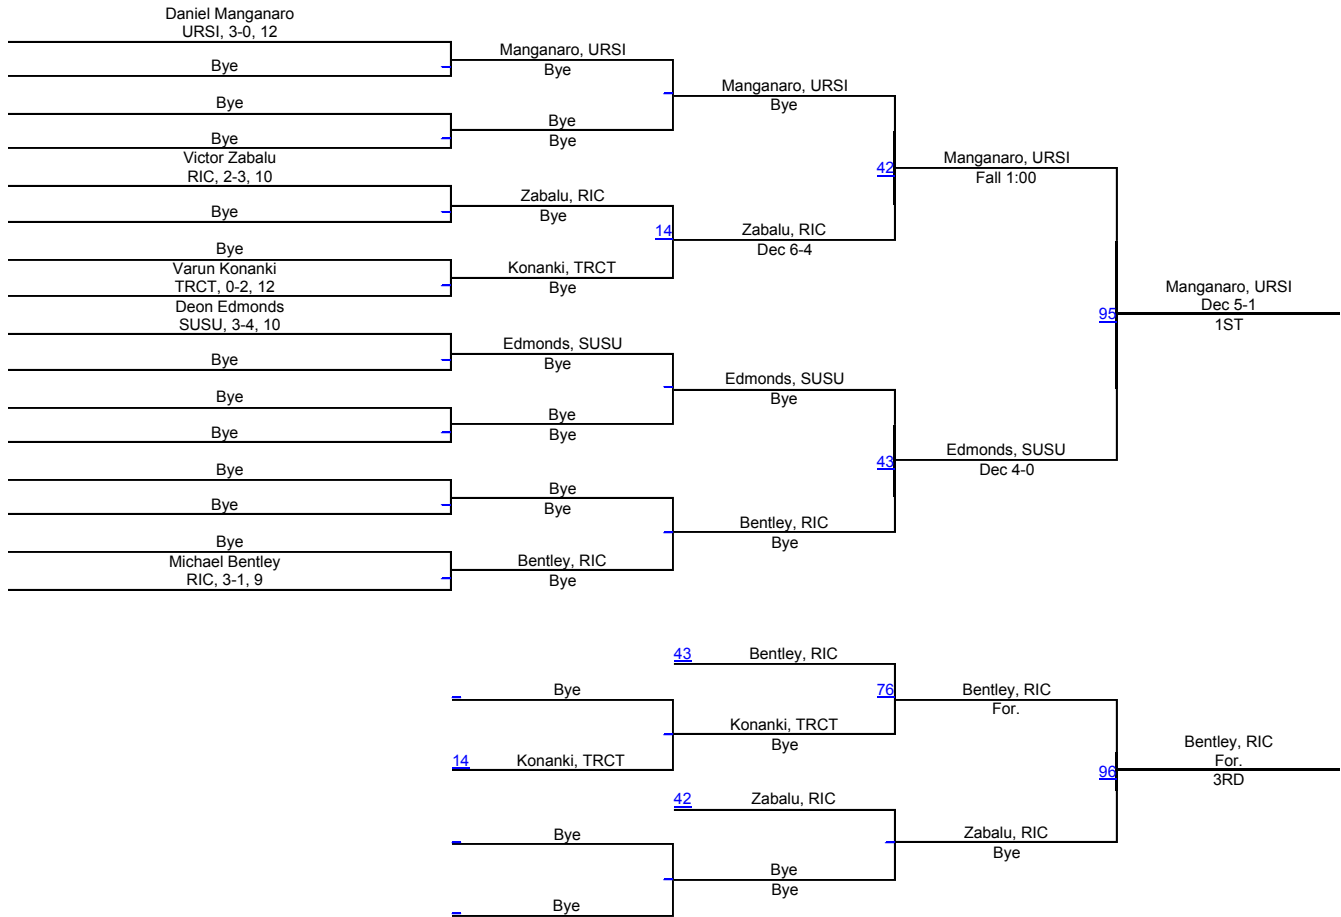 Daniel Manganaro
URSI, 3-0, 12
Bye
Bye
Bye
Victor Zabalu
RIC, 2-3, 10
Bye
Bye
Varun Konanki
TRCT, 0-2, 12
Deon Edmonds
SUSU, 3-4, 10
Bye
Bye
Bye
Bye
Bye
Bye
Michael Bentley
RIC, 3-1, 9
Manganaro, URSI
Bye
Bye
Bye
Zabalu, RIC
Bye
14
Konanki, TRCT
Bye
Edmonds, SUSU
Bye
Bye
Bye
Bye
Bye
Bentley, RIC
Bye
Manganaro, URSI
Bye
42
Zabalu, RIC
Dec 6-4
Edmonds, SUSU
Bye
43
Bentley, RIC
Bye
Manganaro, URSI
Fall 1:00
95
Edmonds, SUSU
Dec 4-0
Manganaro, URSI
Dec 5-1
1ST
Bye
14
Konanki, TRCT
Bye
Bye
43
Bentley, RIC
76
Konanki, TRCT
Bye
42
Zabalu, RIC
Bye
Bye
Bentley, RIC
For.
96
Zabalu, RIC
Bye
Bentley, RIC
For.
3RD